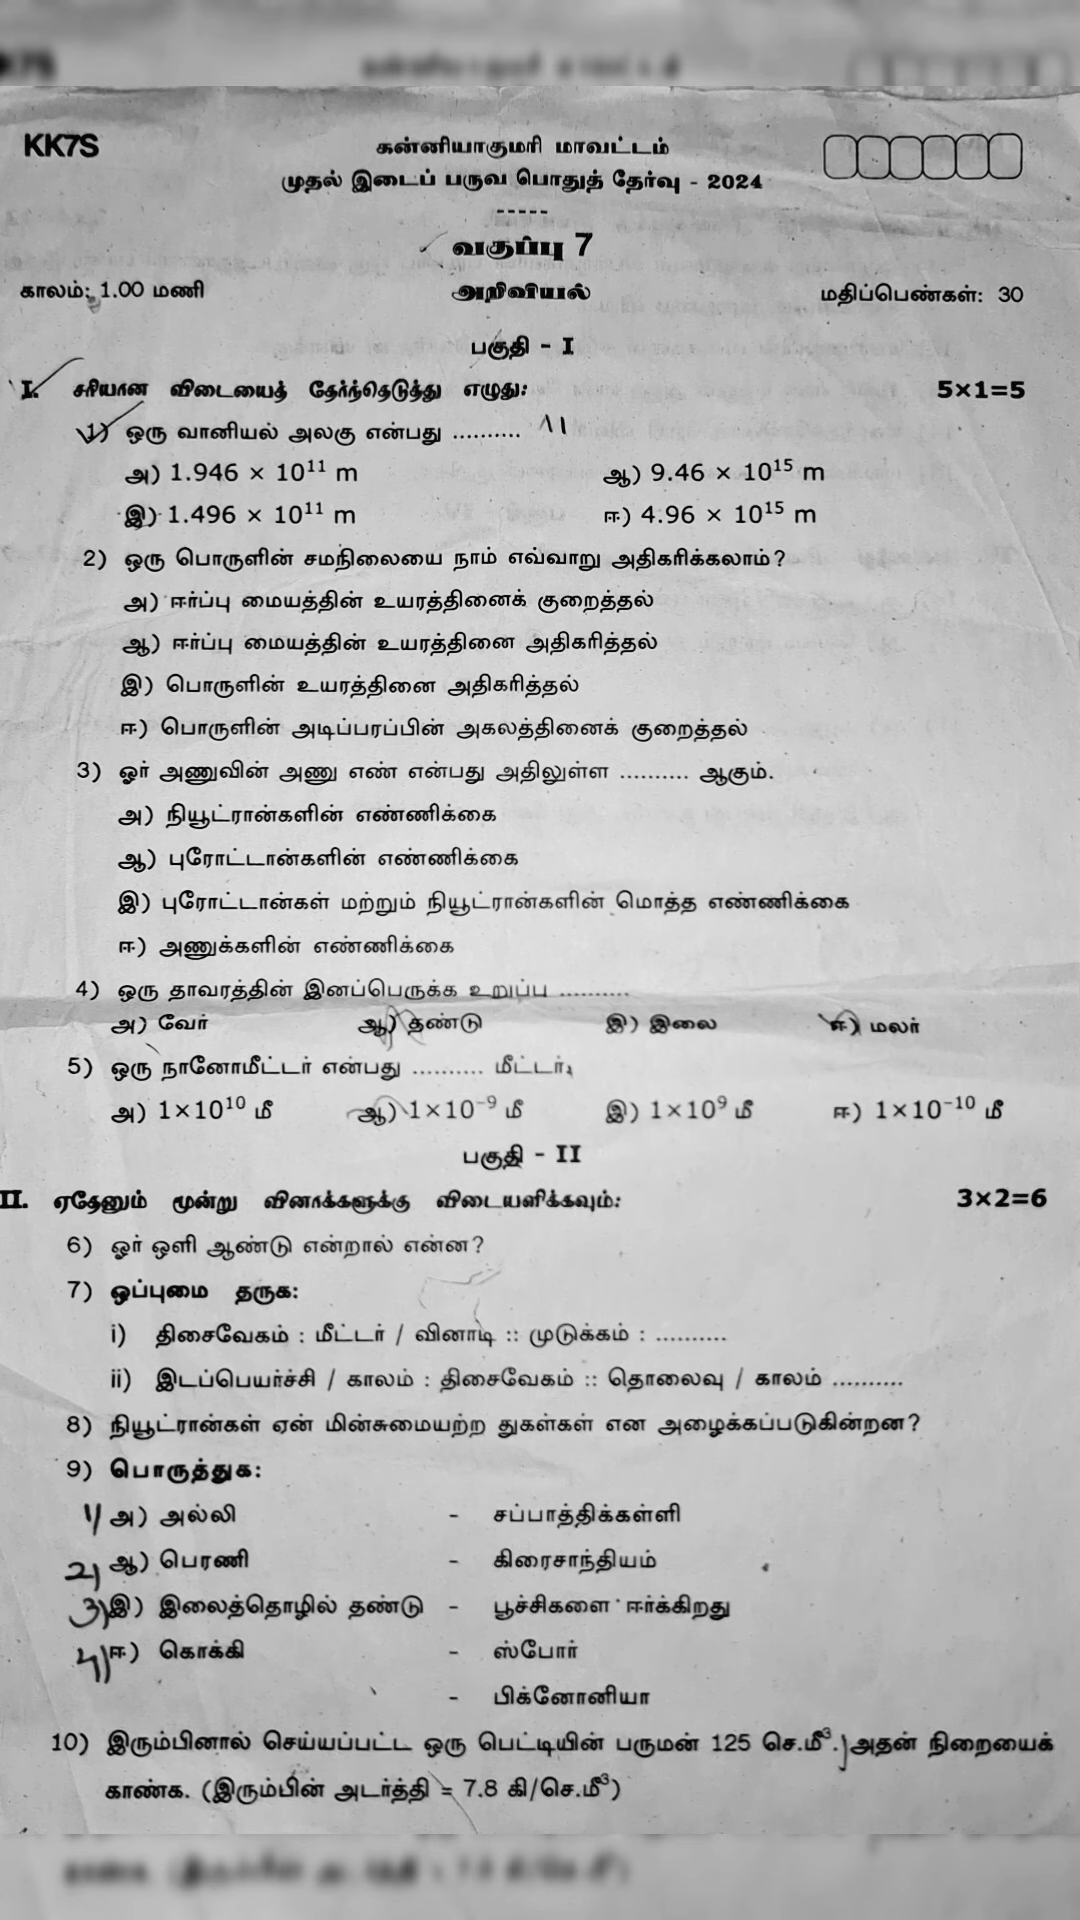 KK7S
கன்னியாகுமரி மாவட்டம்
முதல் இடைப் பருவ பொதுத் தேர்வு - 2024
-----
வகுப்பு 7
காலம்: 1.00 மணி அறிவியல் மதிப்பெண்கள்: 30
பகுதி - I
I. சரியான விடையைத் தேர்ந்தெடுத்து எழுது: 5×1=5
1) ஒரு வானியல் அலகு என்பது ..........
அ) 1.946 × 10¹¹ m ஆ) 9.46 × 10¹⁵ m
இ) 1.496 × 10¹¹ m ஈ) 4.96 × 10¹⁵ m
2) ஒரு பொருளின் சமநிலையை நாம் எவ்வாறு அதிகரிக்கலாம்?
அ) ஈர்ப்பு மையத்தின் உயரத்தினைக் குறைத்தல்
ஆ) ஈர்ப்பு மையத்தின் உயரத்தினை அதிகரித்தல்
இ) பொருளின் உயரத்தினை அதிகரித்தல்
ஈ) பொருளின் அடிப்பரப்பின் அகலத்தினைக் குறைத்தல்
3) ஓர் அணுவின் அணு எண் என்பது அதிலுள்ள .......... ஆகும்.
அ) நியூட்ரான்களின் எண்ணிக்கை
ஆ) புரோட்டான்களின் எண்ணிக்கை
இ) புரோட்டான்கள் மற்றும் நியூட்ரான்களின் மொத்த எண்ணிக்கை
ஈ) அணுக்களின் எண்ணிக்கை
4) ஒரு தாவரத்தின் இனப்பெருக்க உறுப்பு ..........
அ) வேர் ஆ) தண்டு இ) இலை ஈ) மலர்
5) ஒரு நானோமீட்டர் என்பது .......... மீட்டர்.
அ) 1×10¹⁰ மீ ஆ) 1×10⁻⁹ மீ இ) 1×10⁹ மீ ஈ) 1×10⁻¹⁰ மீ
பகுதி - II
II. ஏதேனும் மூன்று வினாக்களுக்கு விடையளிக்கவும்: 3×2=6
6) ஓர் ஒளி ஆண்டு என்றால் என்ன?
7) ஒப்புமை தருக:
i) திசைவேகம் : மீட்டர் / வினாடி :: முடுக்கம் : ..........
ii) இடப்பெயர்ச்சி / காலம் : திசைவேகம் :: தொலைவு / காலம் ..........
8) நியூட்ரான்கள் ஏன் மின்சுமையற்ற துகள்கள் என அழைக்கப்படுகின்றன?
9) பொருத்துக:
1) அ) அல்லி - சப்பாத்திக்கள்ளி
2) ஆ) பெரணி - கிரைசாந்தியம்
3) இ) இலைத்தொழில் தண்டு - பூச்சிகளை ஈர்க்கிறது
4) ஈ) கொக்கி - ஸ்போர்
- பிக்னோனியா
10) இரும்பினால் செய்யப்பட்ட ஒரு பெட்டியின் பருமன் 125 செ.மீ³. அதன் நிறையைக்
காண்க. (இரும்பின் அடர்த்தி = 7.8 கி/செ.மீ³)